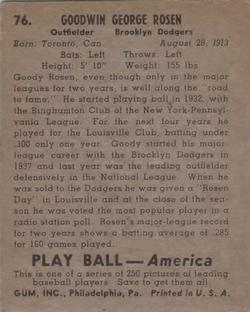 76. GOODWIN GEORGE ROSEN
Outfielder Brooklyn Dodgers
Born: Toronto, Can. August 28, 1913
Bats: Left Throws: Left
Height: 5' 10" Weight: 155 lbs.
Goody Rosen, even though only in the major
leagues for two years, is well along the "road
to fame." He started playing ball in 1932, with
the Binghamton Club of the New York-Pennsyl-
vania League. For the next four years he
played for the Louisville Club, batting under
.300 only one year. Goody started his major-
league career with the Brooklyn Dodgers in
1937 and last year was the leading outfielder
defensively in the National League. When he
was sold to the Dodgers he was given a "Rosen
Day" in Louisville and at the close of the sea-
son he was voted the most popular player in a
radio station poll. Rosen's major-league record
for two years shows a batting average of .285
for 160 games played.
PLAY BALL—America
This is one of a series of 250 pictures of leading
baseball players Save to get them all
GUM, INC., Philadelphia, Pa. Printed in U. S. A.